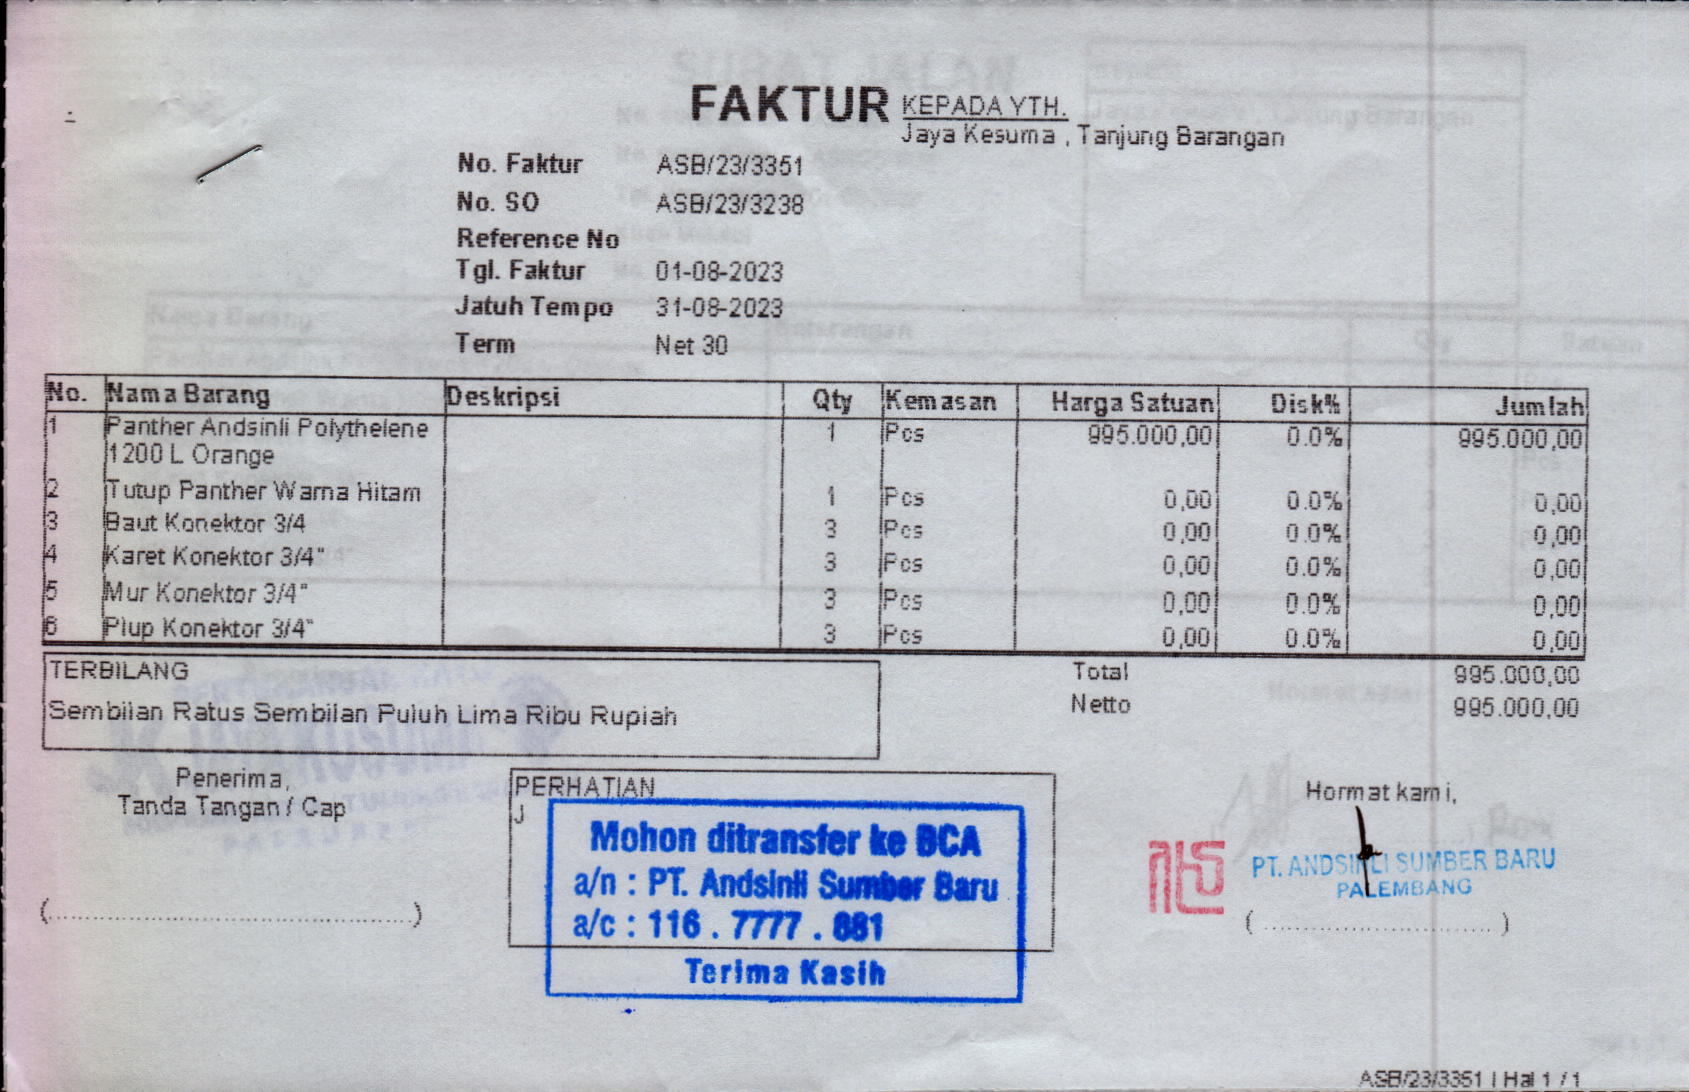 FAKTUR
KEPADA YTH.
Jaya Kesuma , Tanjung Barangan
No. Faktur ASB/23/3351
No. SO ASB/23/3238
Reference No
Tgl. Faktur 01-08-2023
Jatuh Tempo 31-08-2023
Term Net 30
No. Nama Barang Deskripsi Qty Kemasan Harga Satuan Disk% Jumlah
1 Panther Andsinli Polythelene 1 Pcs 995.000,00 0.0% 995.000,00
1200 L Orange
2 Tutup Panther Warna Hitam 1 Pcs 0,00 0.0% 0,00
3 Baut Konektor 3/4 3 Pcs 0,00 0.0% 0,00
4 Karet Konektor 3/4" 3 Pcs 0,00 0.0% 0,00
5 Mur Konektor 3/4" 3 Pcs 0,00 0.0% 0,00
6 Plup Konektor 3/4" 3 Pcs 0,00 0.0% 0,00
TERBILANG
Sembilan Ratus Sembilan Puluh Lima Ribu Rupiah
Total 995.000,00
Netto 995.000,00
Penerima,
Tanda Tangan / Cap
PERHATIAN
J
Mohon ditransfer ke BCA
a/n : PT. Andsinli Sumber Baru
a/c : 116 . 7777 . 881
Terima Kasih
Hormat kami,
PT. ANDSINLI SUMBER BARU
PALEMBANG
ASB/23/3351 | Hal 1 / 1